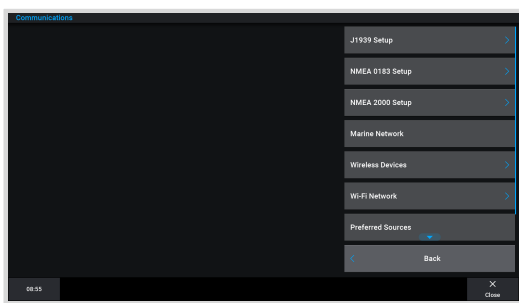 Communications
J1939 Setup
NMEA 0183 Setup
NMEA 2000 Setup
Marine Network
Wireless Devices
Wi-Fi Network
Preferred Sources
Back
08:55
Close